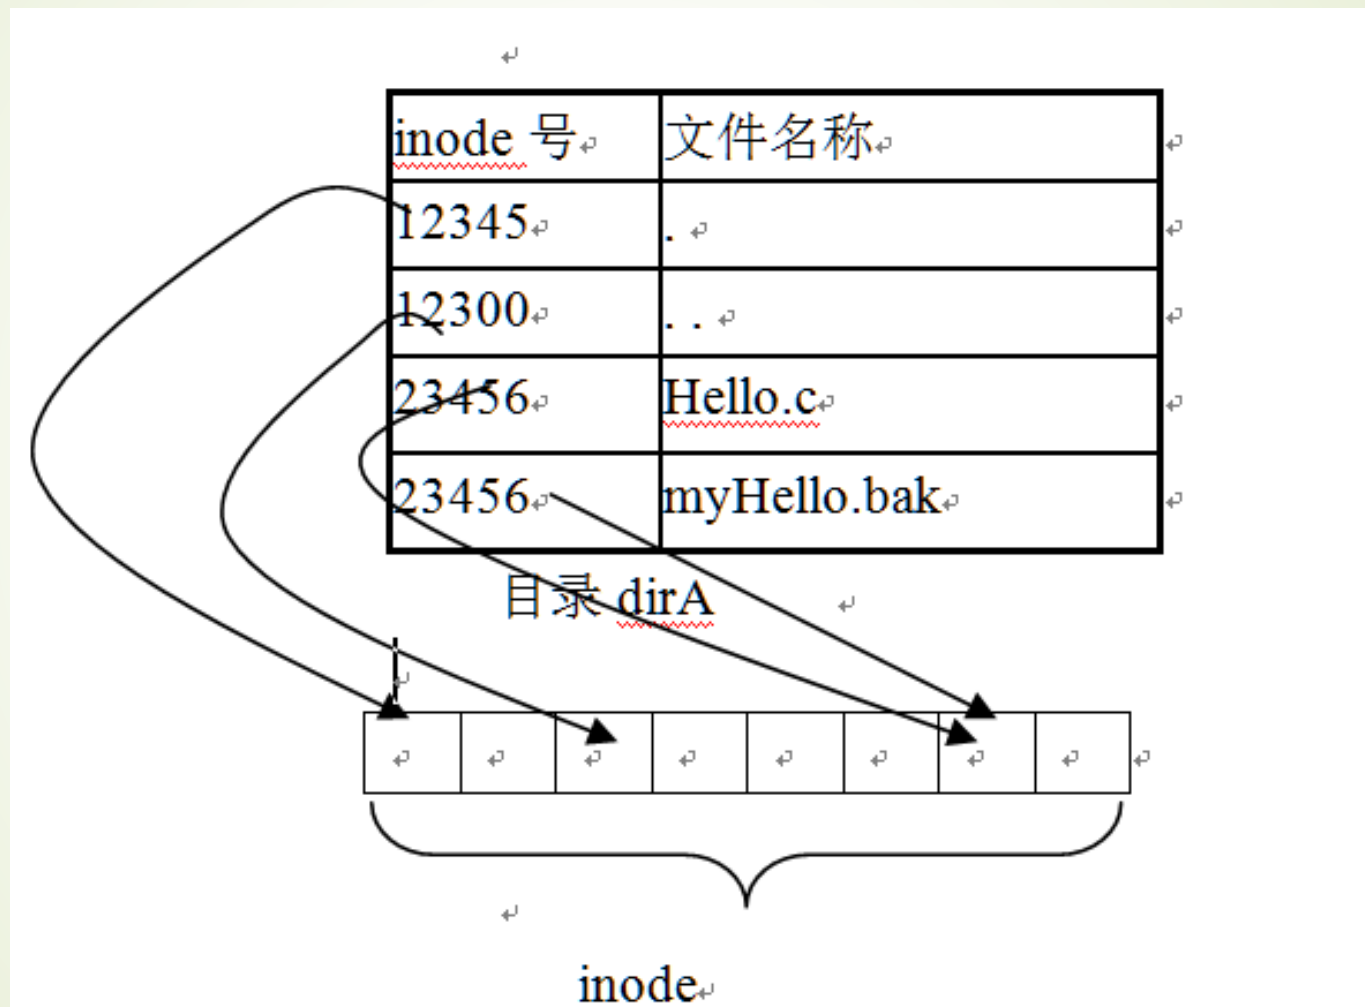 inode 号 文件名称
12345 .
12300 . .
23456 Hello.c
23456 myHello.bak
目录 dirA
inode